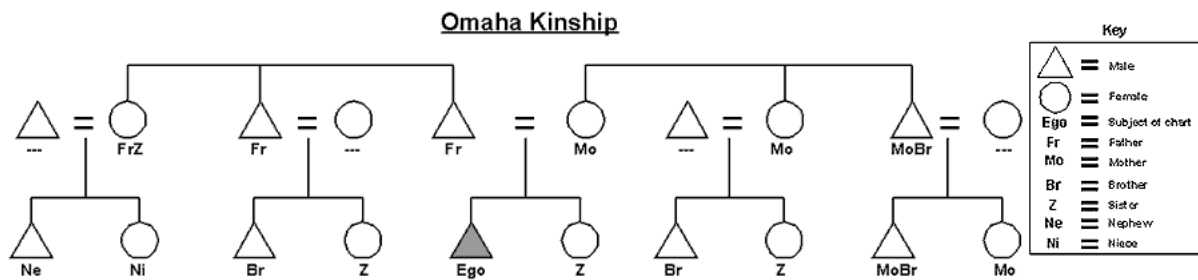 Omaha Kinship
Key
= Male
= Female
Ego = Subject of chart
Fr = Father
Mo = Mother
Br = Brother
Z = Sister
Ne = Nephew
Ni = Niece
--- = FrZ Fr = --- Fr = Mo --- = Mo MoBr = ---
Ne Ni Br Z Ego Z Br Z MoBr Mo